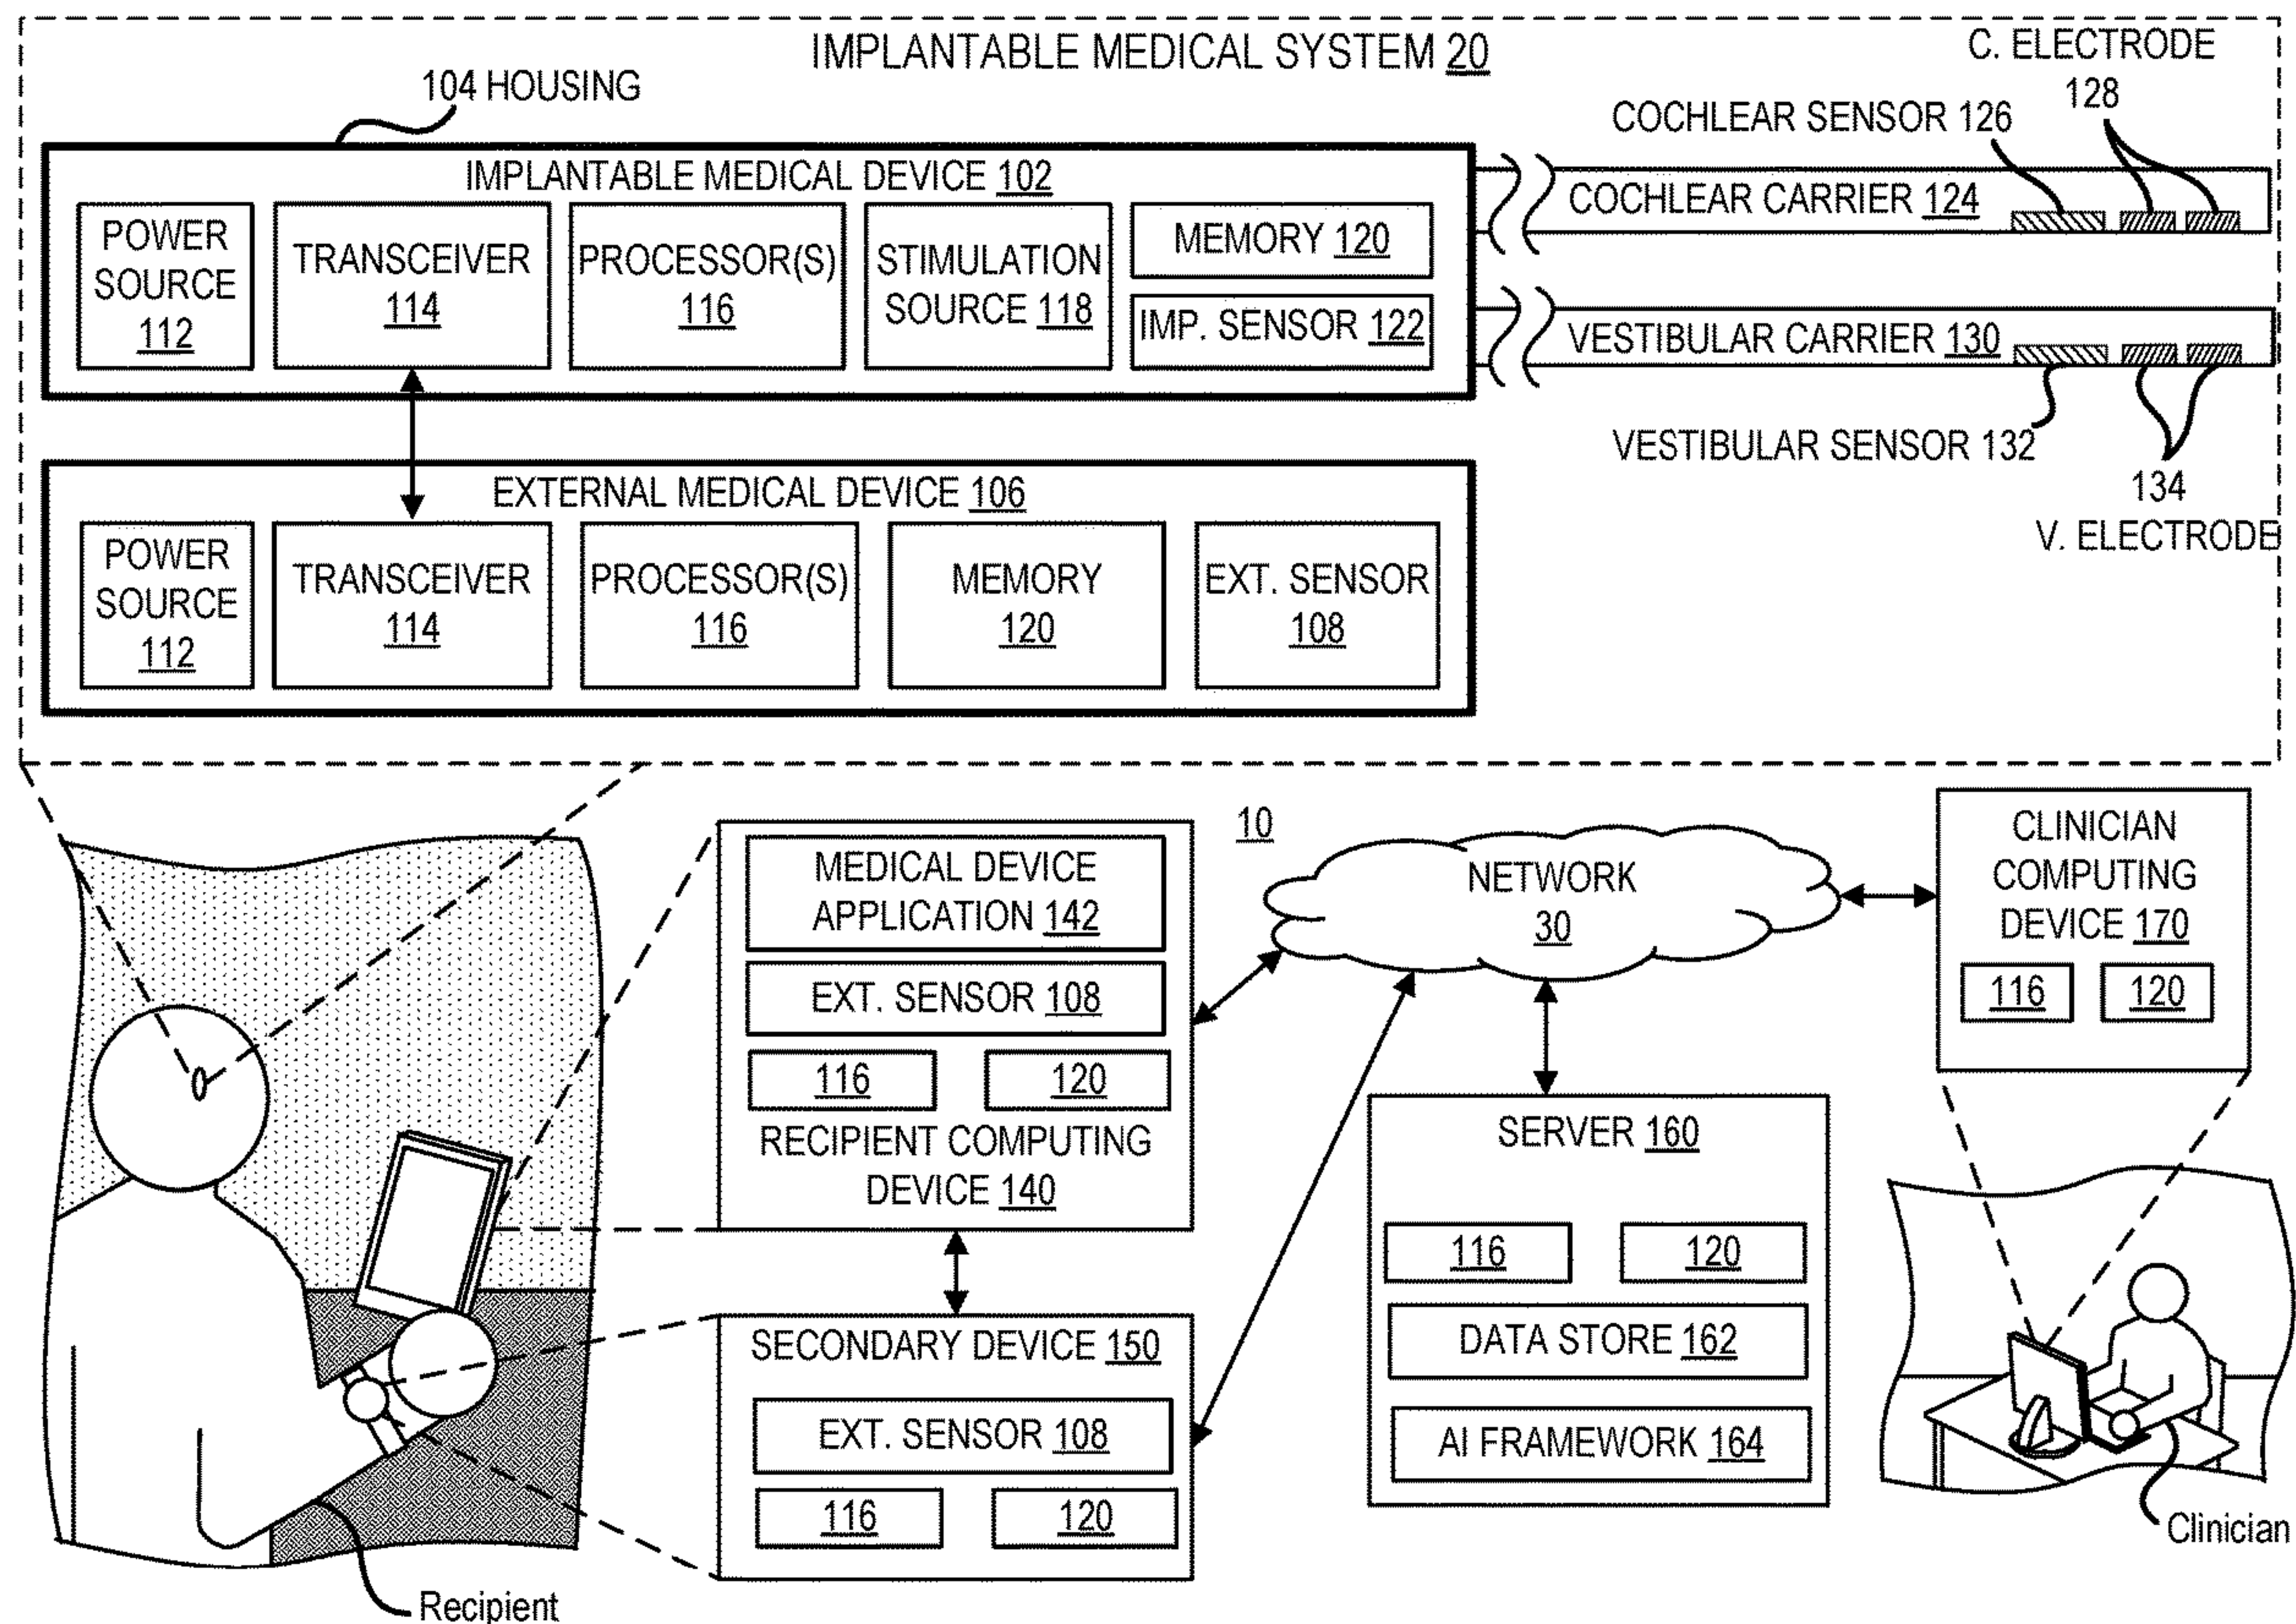 IMPLANTABLE MEDICAL SYSTEM 20
104 HOUSING
C. ELECTRODE
128
COCHLEAR SENSOR 126
IMPLANTABLE MEDICAL DEVICE 102
POWER
SOURCE
112
TRANSCEIVER
114
PROCESSOR(S)
116
STIMULATION
SOURCE 118
MEMORY 120
IMP. SENSOR 122
COCHLEAR CARRIER 124
VESTIBULAR CARRIER 130
VESTIBULAR SENSOR 132
134
V. ELECTRODE
EXTERNAL MEDICAL DEVICE 106
POWER
SOURCE
112
TRANSCEIVER
114
PROCESSOR(S)
116
MEMORY
120
EXT. SENSOR
108
10
MEDICAL DEVICE
APPLICATION 142
EXT. SENSOR 108
116
120
RECIPIENT COMPUTING
DEVICE 140
NETWORK
30
CLINICIAN
COMPUTING
DEVICE 170
116
120
SERVER 160
116
120
DATA STORE 162
AI FRAMEWORK 164
SECONDARY DEVICE 150
EXT. SENSOR 108
116
120
Clinician
Recipient